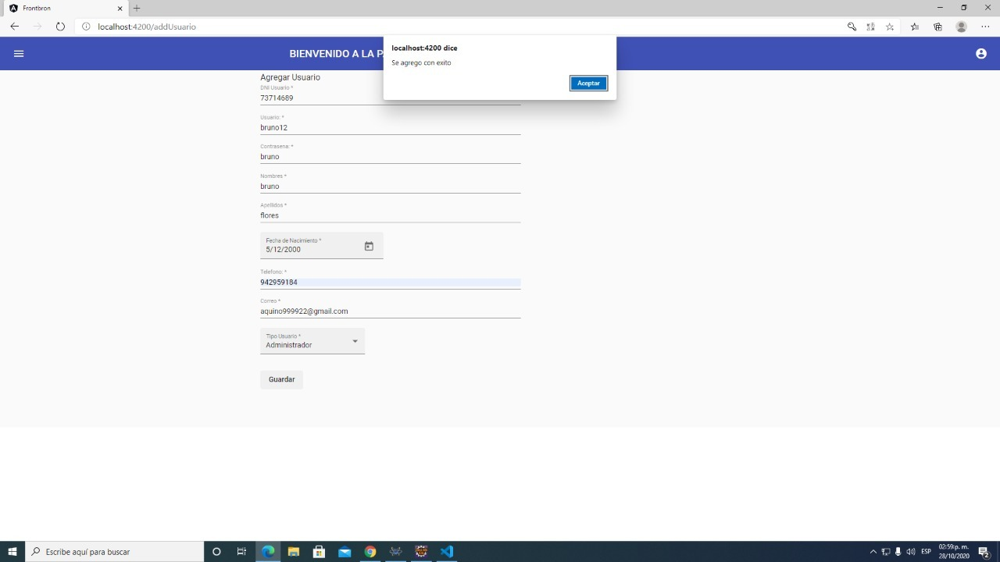 Frontbron
localhost:4200/addUsuario
BIENVENIDO A LA P
localhost:4200 dice
Se agrego con exito
Aceptar
Agregar Usuario
DNI Usuario *
73714689
Usuario: *
bruno12
Contrasena: *
bruno
Nombres *
bruno
Apellidos *
flores
Fecha de Nacimiento *
5/12/2000
Telefono: *
942959184
Correo *
aquino999922@gmail.com
Tipo Usuario *
Administrador
Guardar
Escribe aquí para buscar
ESP
02:59p. m.
28/10/2020
2